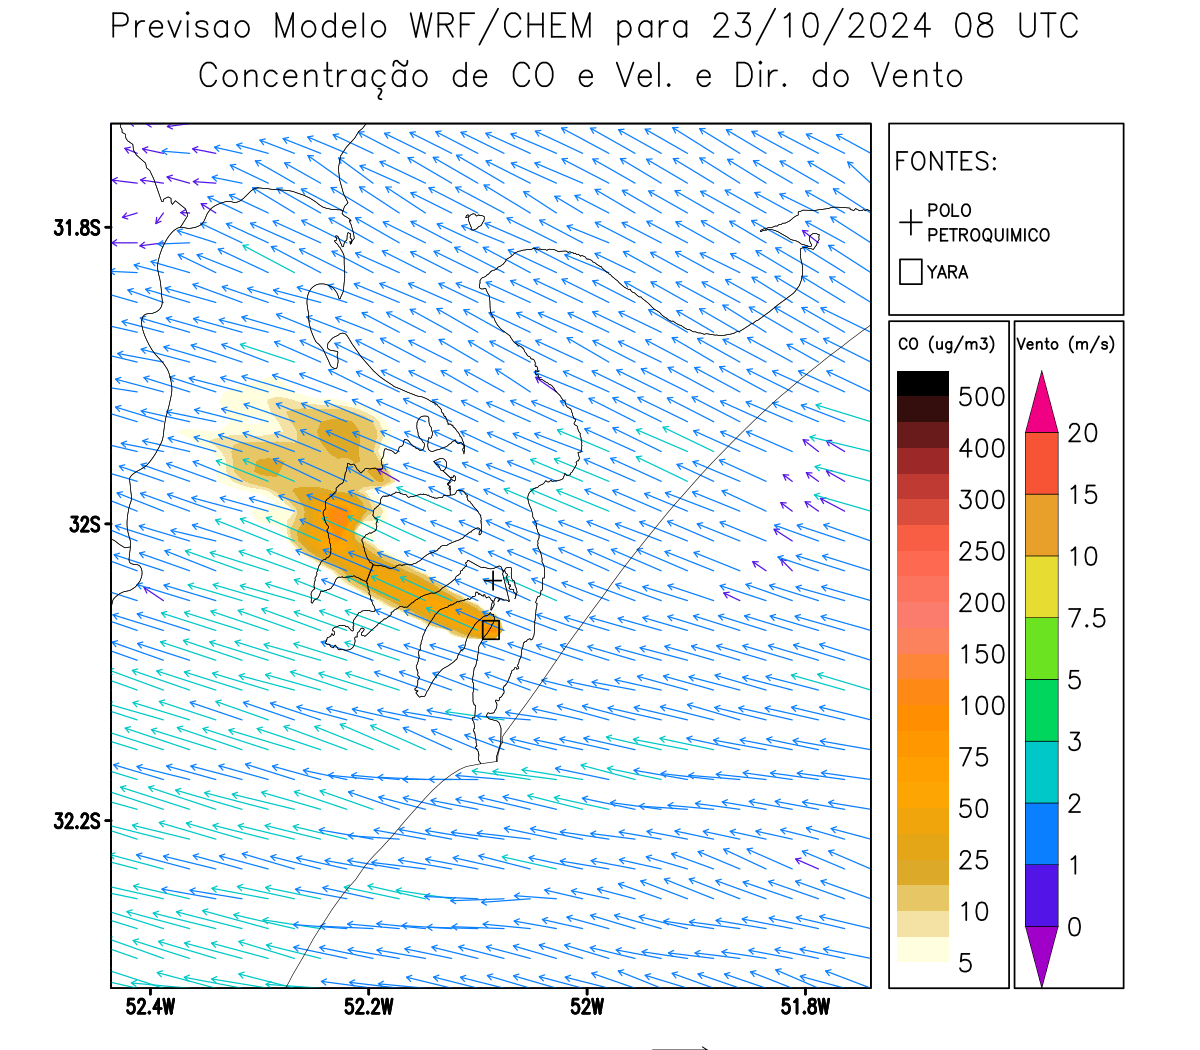 Previsao Modelo WRF/CHEM para 23/10/2024 08 UTC
Concentração de CO e Vel. e Dir. do Vento
FONTES:
POLO
PETROQUIMICO
YARA
CO (ug/m3)
500
400
300
250
200
150
100
75
50
25
10
5
Vento (m/s)
20
15
10
7.5
5
3
2
1
0
31.8S
32S
32.2S
52.4W
52.2W
52W
51.8W